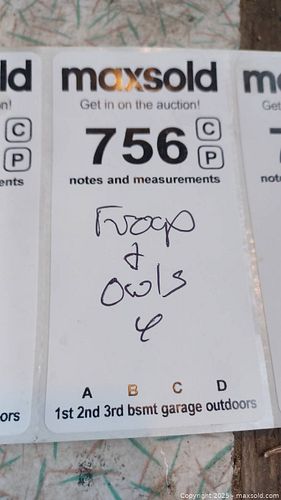 ld
maxsold
m
n!
Get in on the auction!
Get
C
756
C
P
P
7
ents
notes and measurements
not
Frogs
&
owls
4
A B C D
ors
1st 2nd 3rd bsmt garage outdoors
Copyright 2025 - maxsold.com